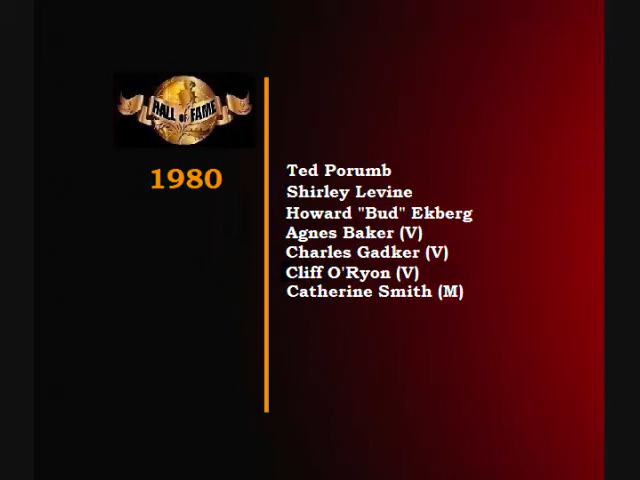 HALL OF FAME
1980
Ted Porumb
Shirley Levine
Howard "Bud" Ekberg
Agnes Baker (V)
Charles Gadker (V)
Cliff O'Ryon (V)
Catherine Smith (M)